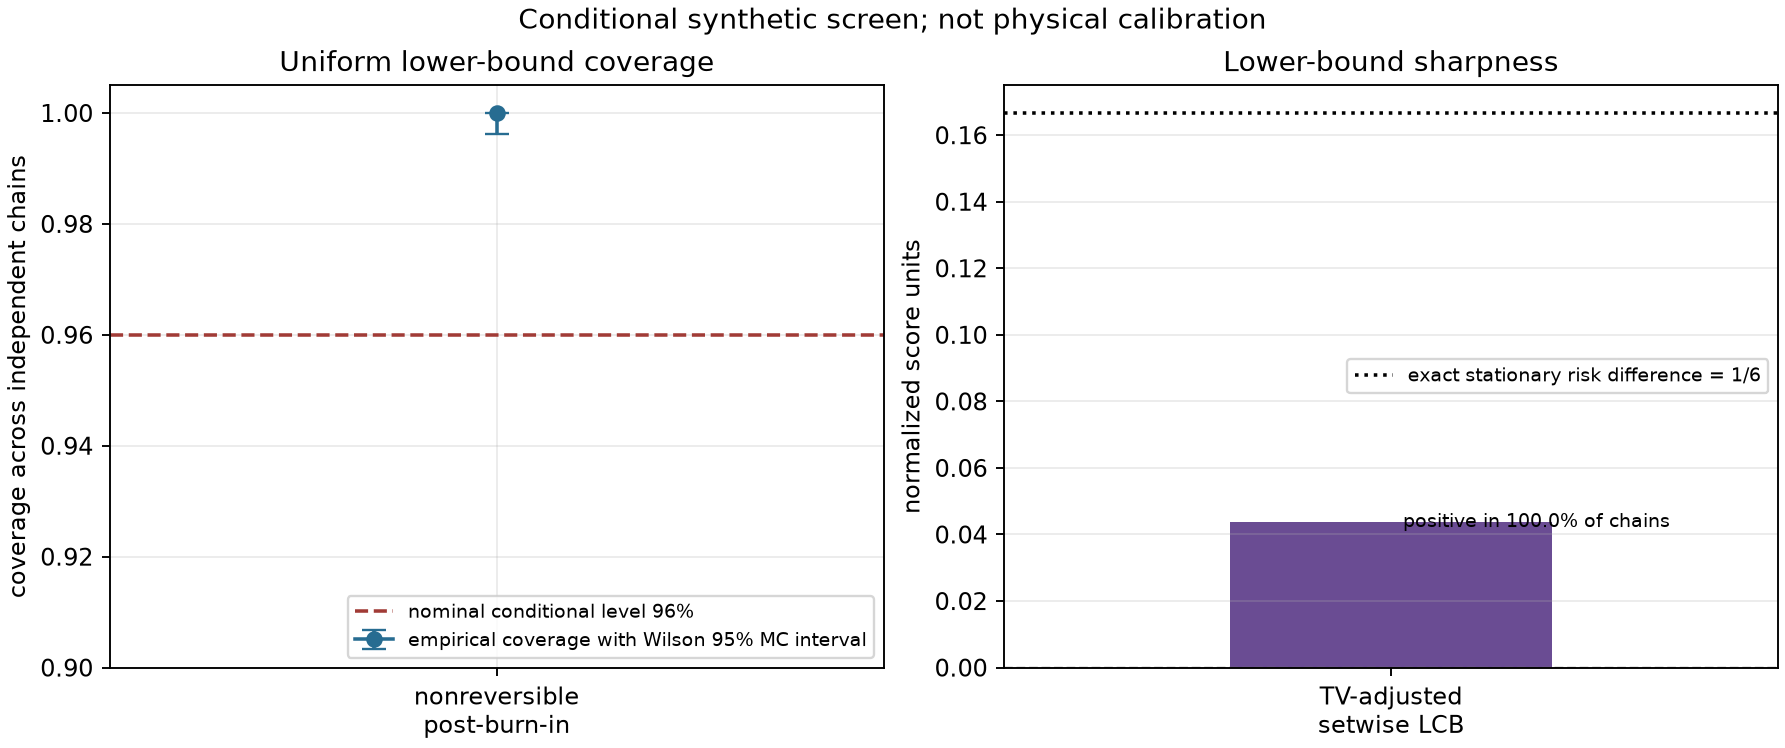 Conditional synthetic screen; not physical calibration
Uniform lower-bound coverage
coverage across independent chains
1.00
0.98
0.96
0.94
0.92
0.90
nominal conditional level 96%
empirical coverage with Wilson 95% MC interval
nonreversible
post-burn-in
Lower-bound sharpness
normalized score units
0.16
0.14
0.12
0.10
0.08
0.06
0.04
0.02
0.00
exact stationary risk difference = 1/6
positive in 100.0% of chains
TV-adjusted
setwise LCB